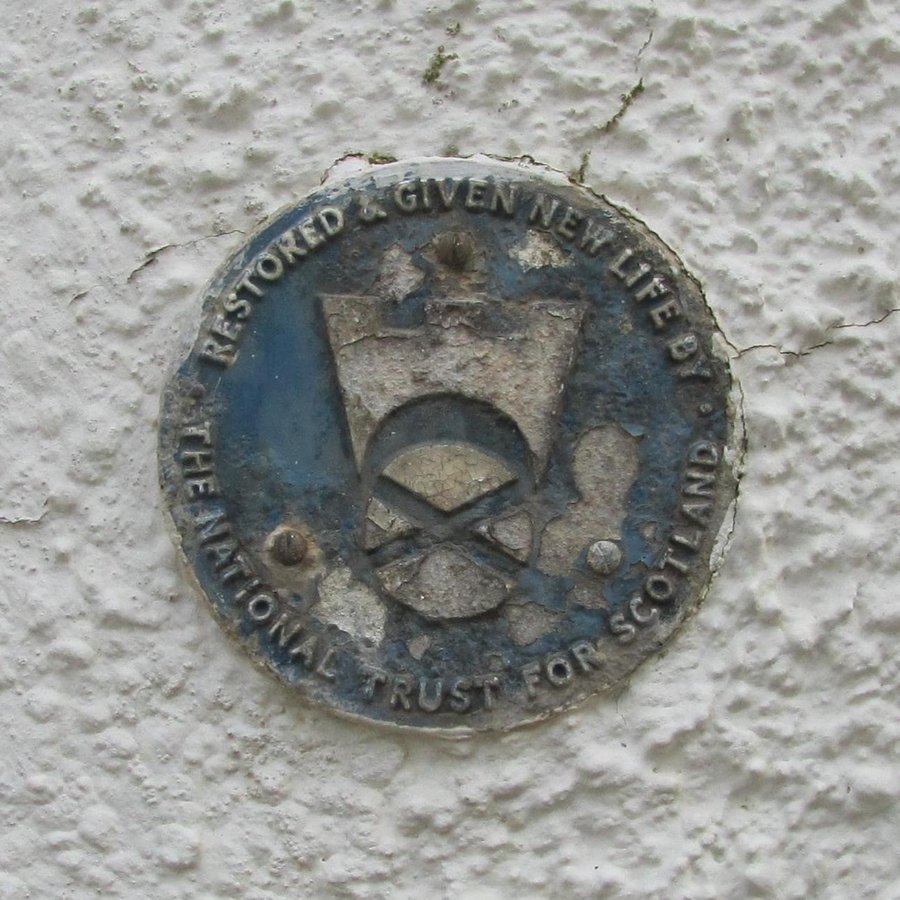 RESTORED & GIVEN NEW LIFE BY
THE NATIONAL TRUST FOR SCOTLAND